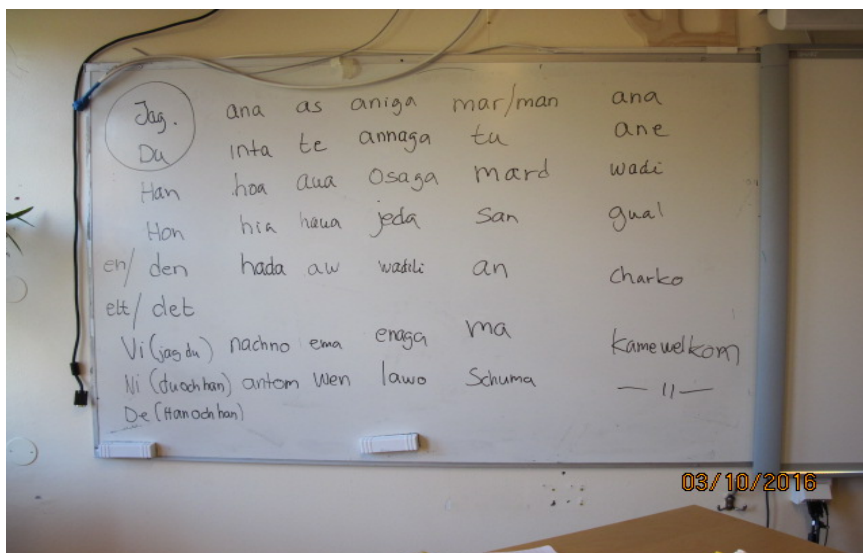 Jag. ana as aniga mar/man ana
Du inta te annaga tu ane
Han hoa aua osaga mard wadi
Hon hia haua jeda san gual
en/den hada aw wadili an charko
ett/det
Vi (jag du) nachno ema enaga ma kamewelkom
Ni (du och han) antom wen lawo Schuma — 11 —
De (Han och han)
03/10/2016